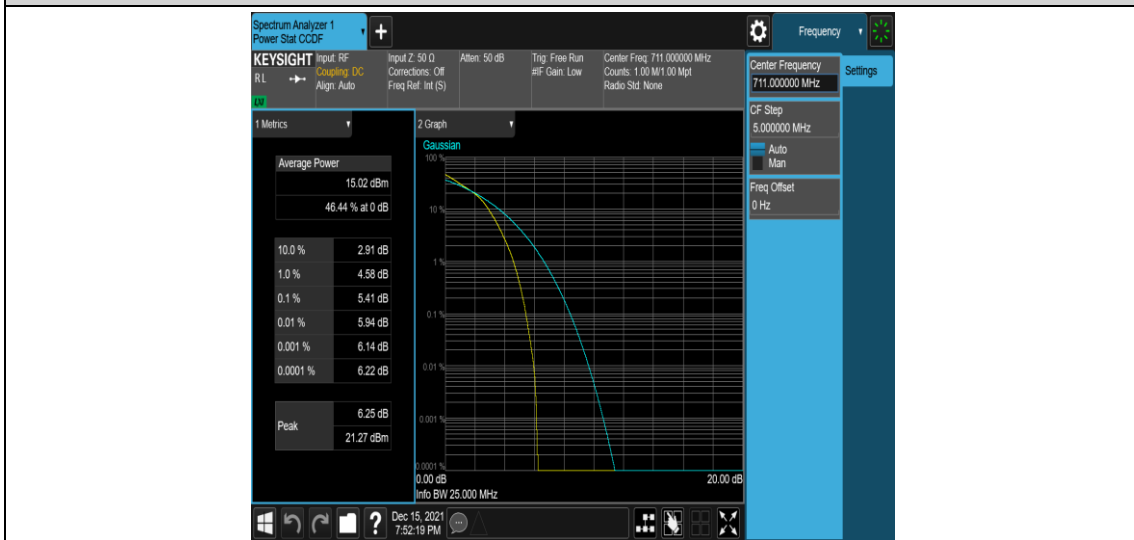 Spectrum Analyzer 1
Power Stat CCDF
+
Frequency
KEYSIGHT
RL
LXI
Input: RF
Coupling: DC
Align: Auto
Input Z: 50 Ω
Corrections: Off
Freq Ref: Int (S)
Atten: 50 dB
Trig: Free Run
#IF Gain: Low
Center Freq: 711.000000 MHz
Counts: 1.00 M/1.00 Mpt
Radio Std: None
Center Frequency
711.000000 MHz
Settings
CF Step
5.000000 MHz
Auto
Man
Freq Offset
0 Hz
1 Metrics
Average Power
15.02 dBm
46.44 % at 0 dB
10.0 % 2.91 dB
1.0 % 4.58 dB
0.1 % 5.41 dB
0.01 % 5.94 dB
0.001 % 6.14 dB
0.0001 % 6.22 dB
Peak
6.25 dB
21.27 dBm
2 Graph
Gaussian
100 %
10 %
1 %
0.1 %
0.01 %
0.001 %
0.0001 %
0.00 dB 20.00 dB
Info BW 25.000 MHz
?
Dec 15, 2021
7:52:19 PM